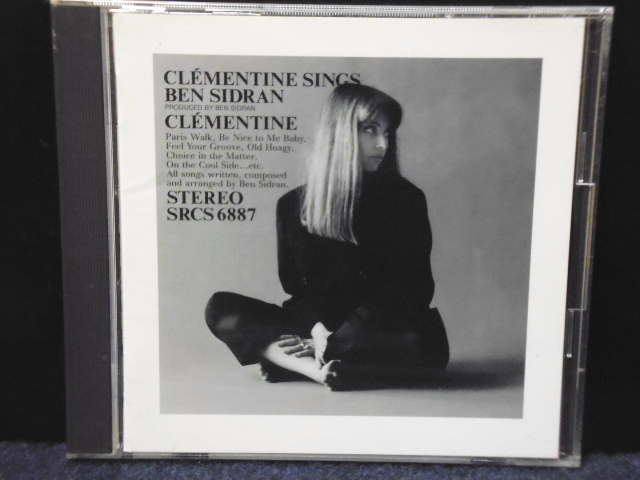 CLÉMENTINE SINGS
BEN SIDRAN
PRODUCED BY BEN SIDRAN
CLÉMENTINE
Paris Walk, Be Nice to Me Baby,
Feel Your Groove, Old Hoagy,
Choice in the Matter,
On the Cool Side...etc.
All songs written, composed
and arranged by Ben Sidran.
STEREO
SRCS 6887